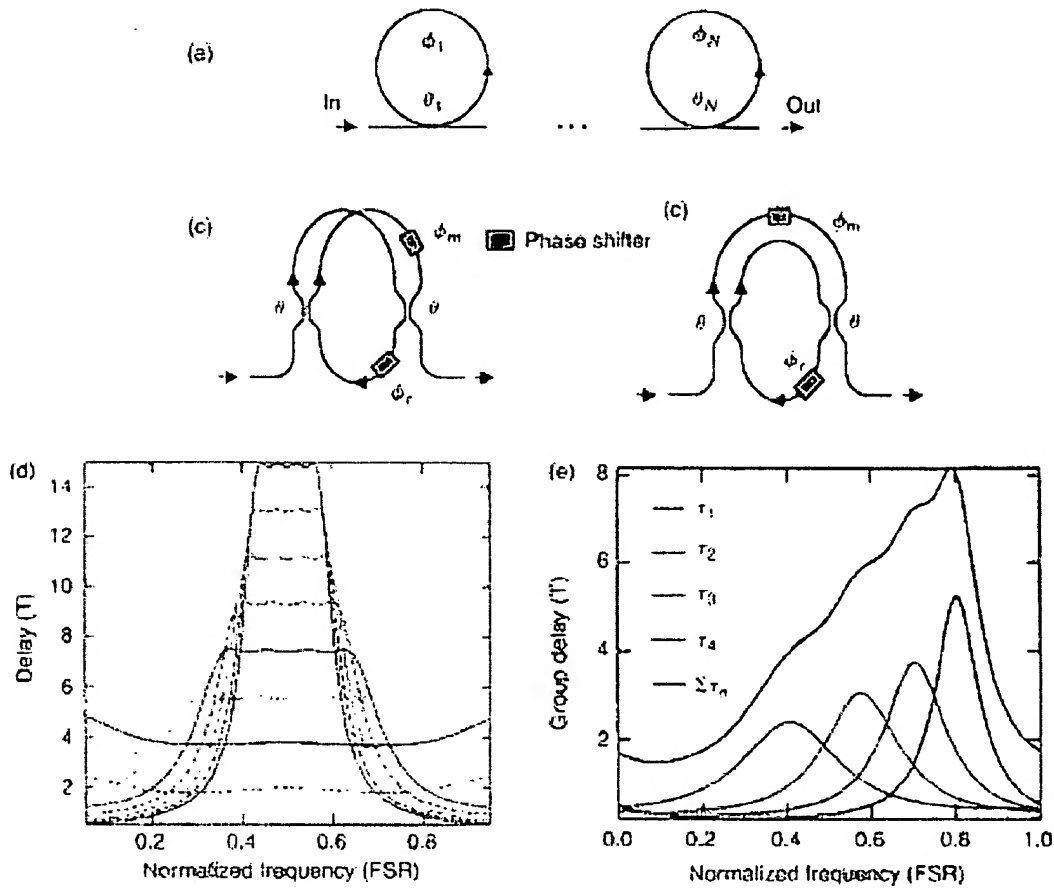 (a)
ϕ1
θ1
In
...
ϕN
θN
Out
(c)
ϕm
Phase shifter
θ
θ
ϕr
(c)
ϕm
θ
θ
ϕr
(d)
14
12
10
8
6
4
2
Delay (T)
0.2 0.4 0.6 0.8
Normalized frequency (FSR)
(e)
8
6
4
2
Group delay (T)
τ1
τ2
τ3
τ4
Στn
0.0 0.2 0.4 0.6 0.8 1.0
Normalized frequency (FSR)